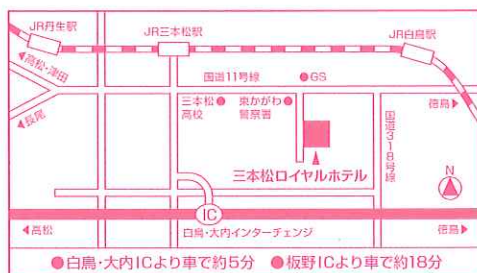 JR丹生駅
JR三本松駅
JR白鳥駅
◀高松・津田
国道11号線
GS
徳島▶
三本松高校
東かがわ警察署
◀長尾
国道318号線
三本松ロイヤルホテル
N
IC
◀高松
白鳥・大内インターチェンジ
徳島▶
●白鳥・大内ICより車で約5分 ●板野ICより車で約18分